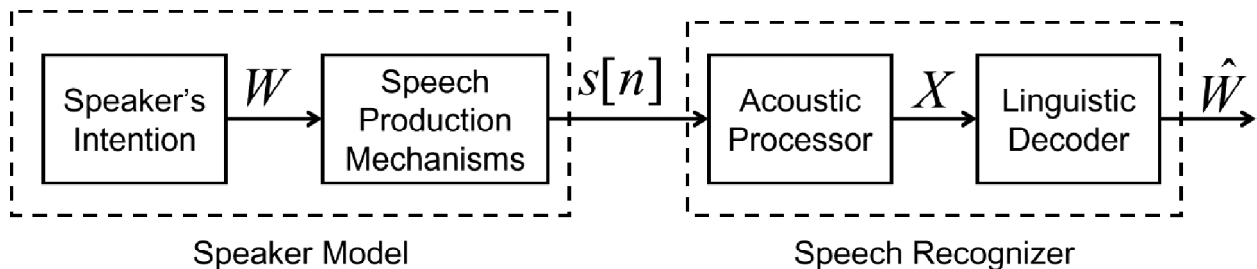 Speaker's
Intention
W
Speech
Production
Mechanisms
s[n]
Acoustic
Processor
X
Linguistic
Decoder
Ŵ
Speaker Model
Speech Recognizer